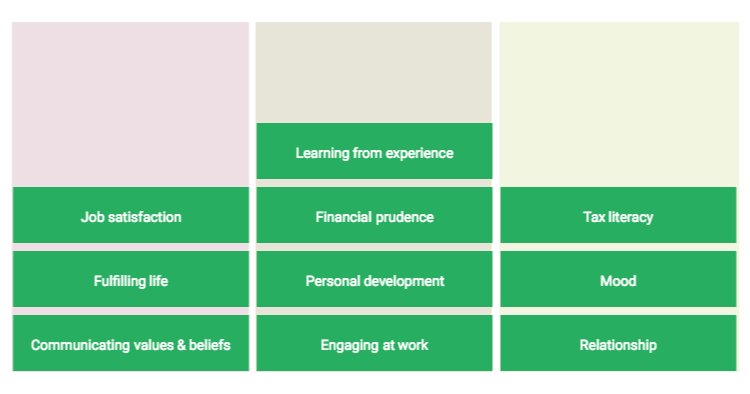 Learning from experience
Job satisfaction
Financial prudence
Tax literacy
Fulfilling life
Personal development
Mood
Communicating values & beliefs
Engaging at work
Relationship